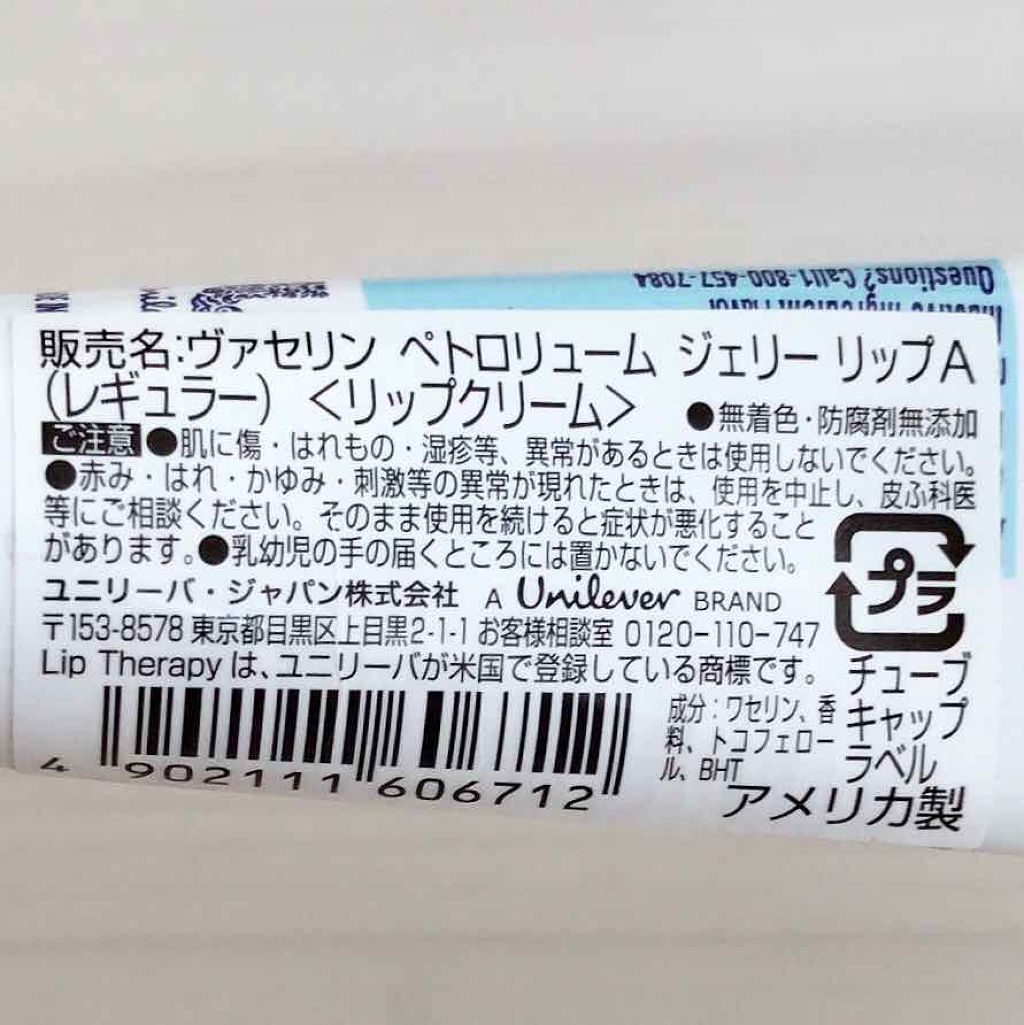 Questions? Call1-800-457-7084
販売名:ヴァセリン ペトロリューム ジェリー リップA
(レギュラー) <リップクリーム> ●無着色・防腐剤無添加
ご注意 ●肌に傷・はれもの・湿疹等、異常があるときは使用しないでください。
●赤み・はれ・かゆみ・刺激等の異常が現れたときは、使用を中止し、皮ふ科医
等にご相談ください。そのまま使用を続けると症状が悪化すること
があります。●乳幼児の手の届くところには置かないでください。
プラ
ユニリーバ・ジャパン株式会社 A Unilever BRAND
〒153-8578 東京都目黒区上目黒2-1-1 お客様相談室 0120-110-747
Lip Therapy は、ユニリーバが米国で登録している商標です。
チューブ
キャップ
ラベル
成分:ワセリン、香
料、トコフェロー
ル、BHT
アメリカ製
4 902111 606712